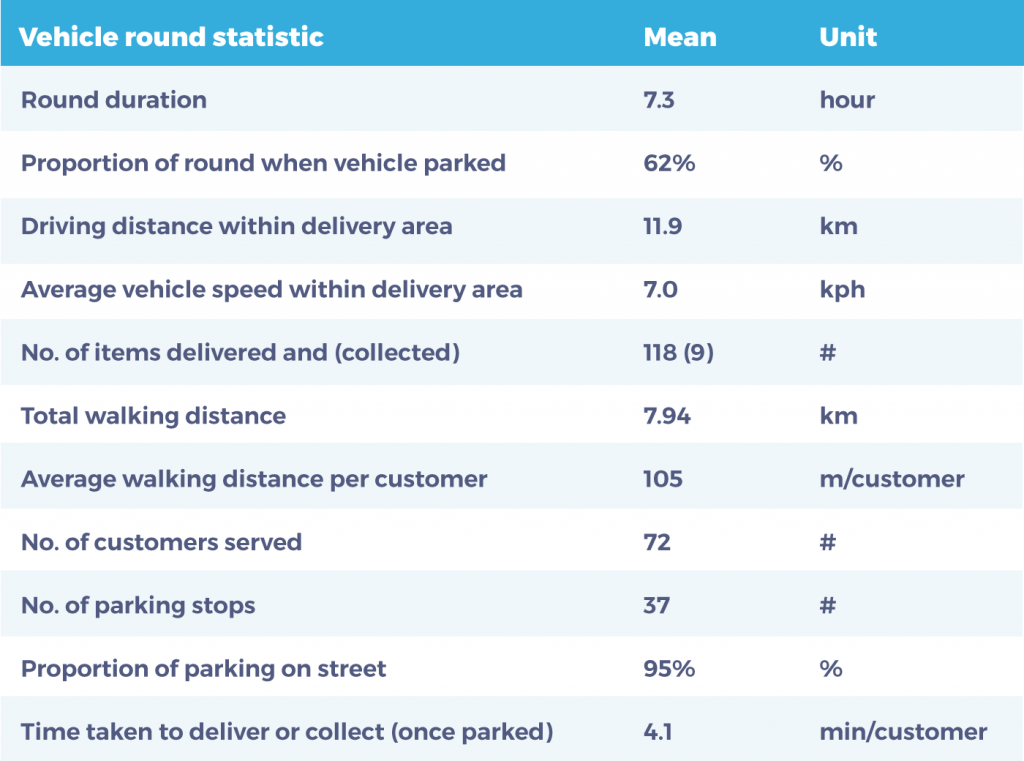 Vehicle round statistic Mean Unit
Round duration 7.3 hour
Proportion of round when vehicle parked 62% %
Driving distance within delivery area 11.9 km
Average vehicle speed within delivery area 7.0 kph
No. of items delivered and (collected) 118 (9) #
Total walking distance 7.94 km
Average walking distance per customer 105 m/customer
No. of customers served 72 #
No. of parking stops 37 #
Proportion of parking on street 95% %
Time taken to deliver or collect (once parked) 4.1 min/customer